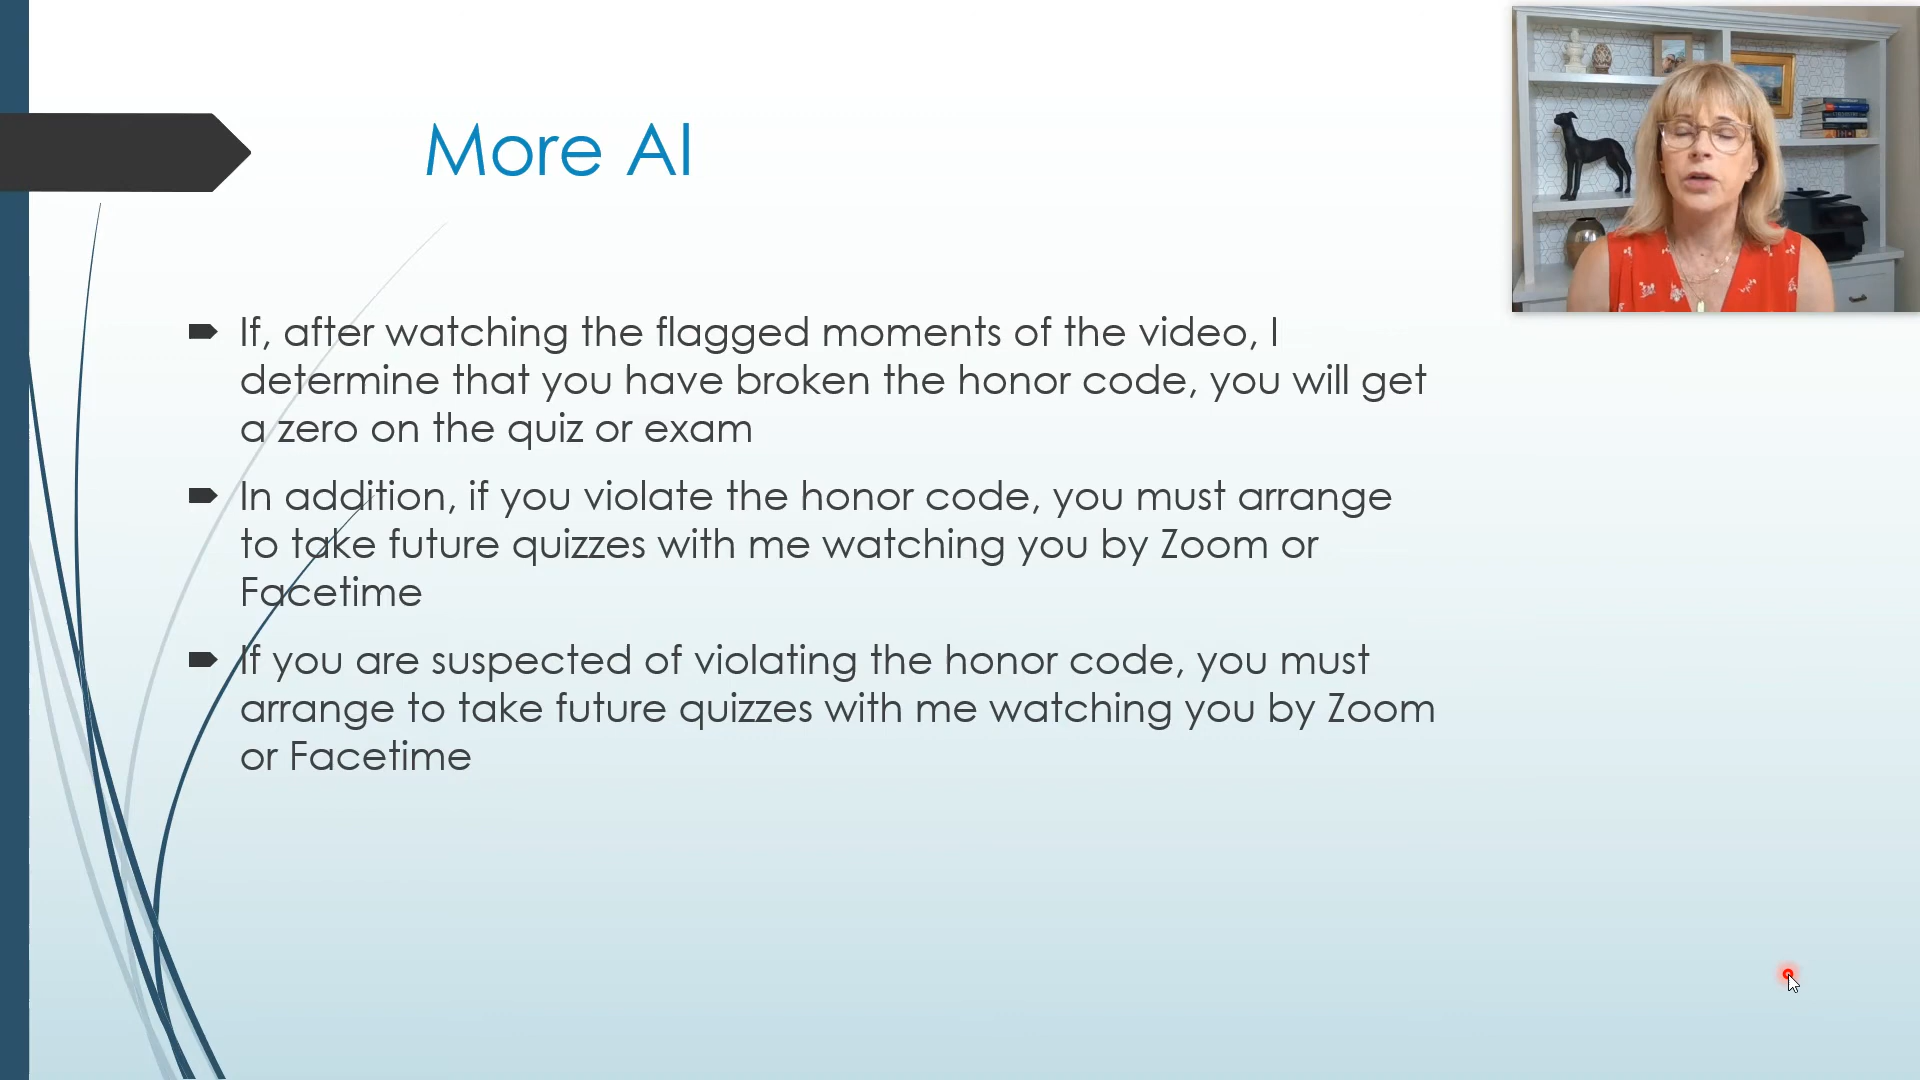 More AI
If, after watching the flagged moments of the video, I
determine that you have broken the honor code, you will get
a zero on the quiz or exam
In addition, if you violate the honor code, you must arrange
to take future quizzes with me watching you by Zoom or
Facetime
If you are suspected of violating the honor code, you must
arrange to take future quizzes with me watching you by Zoom
or Facetime